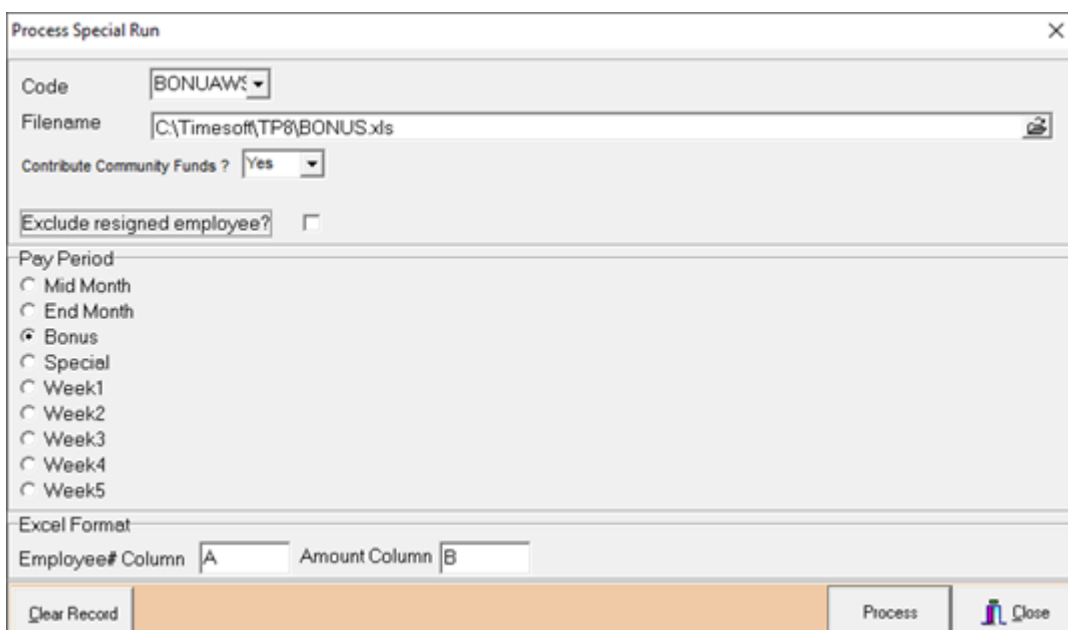 Process Special Run
Code BONUAWS
Filename C:\Timesoft\TP8\BONUS.xls
Contribute Community Funds ? Yes
Exclude resigned employee?
Pay Period
Mid Month
End Month
Bonus
Special
Week1
Week2
Week3
Week4
Week5
Excel Format
Employee# Column A Amount Column B
Clear Record Process Close